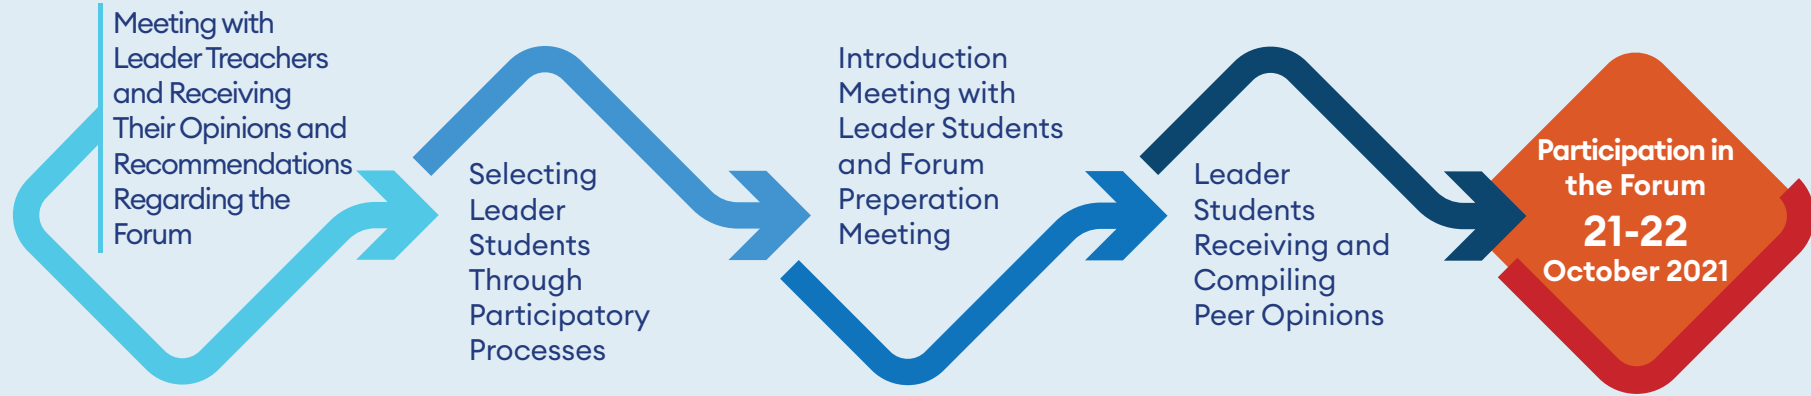 Meeting with
Leader Treachers
and Receiving
Their Opinions and
Recommendations
Regarding the
Forum
Selecting
Leader
Students
Through
Participatory
Processes
Introduction
Meeting with
Leader Students
and Forum
Preperation
Meeting
Leader
Students
Receiving and
Compiling
Peer Opinions
Participation in
the Forum
21-22
October 2021